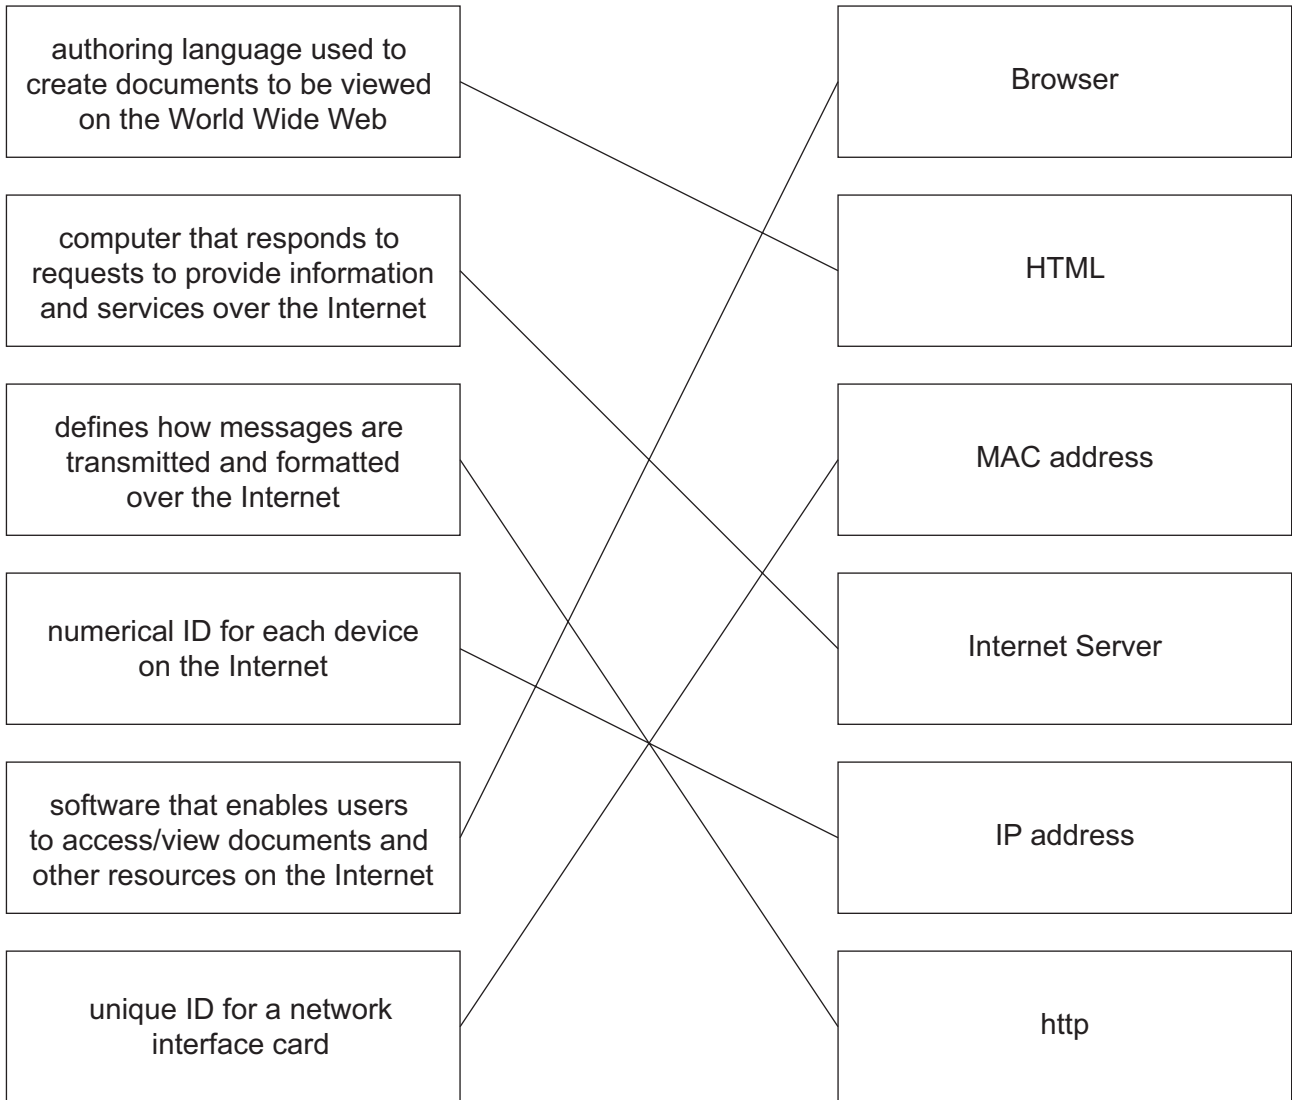 authoring language used to
create documents to be viewed
on the World Wide Web
Browser
computer that responds to
requests to provide information
and services over the Internet
HTML
defines how messages are
transmitted and formatted
over the Internet
MAC address
numerical ID for each device
on the Internet
Internet Server
software that enables users
to access/view documents and
other resources on the Internet
IP address
unique ID for a network
interface card
http